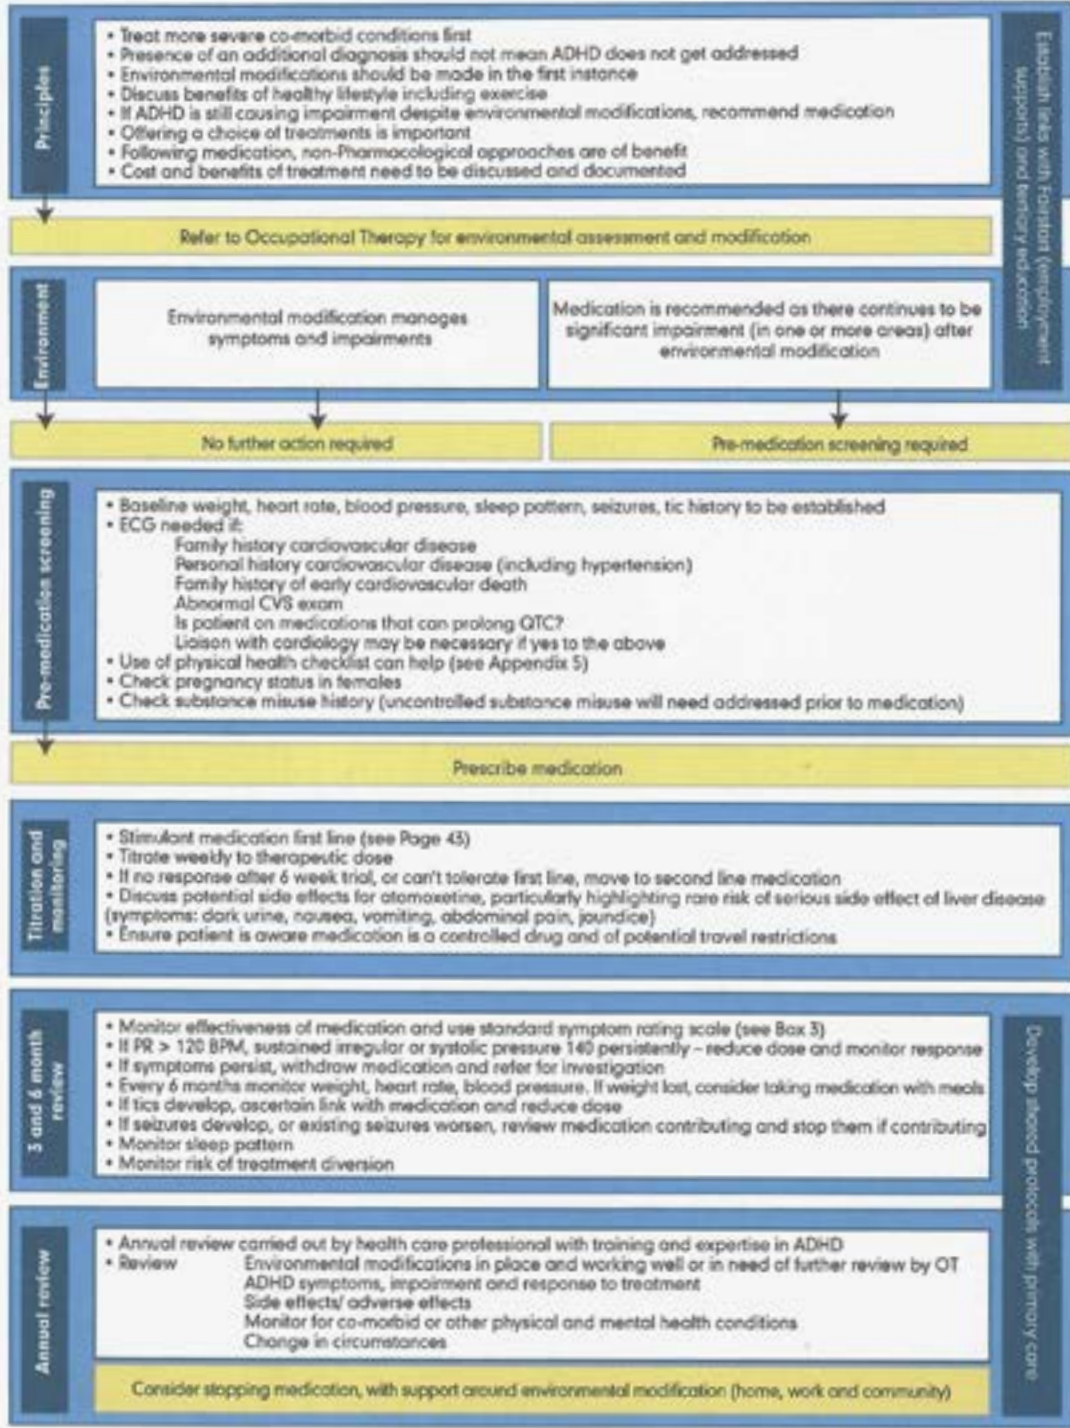 Principles
• Treat more severe co-morbid conditions first
• Presence of an additional diagnosis should not mean ADHD does not get addressed
• Environmental modifications should be made in the first instance
• Discuss benefits of healthy lifestyle including exercise
• If ADHD is still causing impairment despite environmental modifications, recommend medication
• Offering a choice of treatments is important
• Following medication, non-Pharmacological approaches are of benefit
• Cost and benefits of treatment need to be discussed and documented
Establish links with Fairstart (employment
supports) and tertiary education
Refer to Occupational Therapy for environmental assessment and modification
Environment
Environmental modification manages
symptoms and impairments
Medication is recommended as there continues to be
significant impairment (in one or more areas) after
environmental modification
No further action required
Pre-medication screening required
Pre-medication screening
• Baseline weight, heart rate, blood pressure, sleep pattern, seizures, tic history to be established
• ECG needed if:
Family history cardiovascular disease
Personal history cardiovascular disease (including hypertension)
Family history of early cardiovascular death
Abnormal CVS exam
Is patient on medications that can prolong QTC?
Liaison with cardiology may be necessary if yes to the above
• Use of physical health checklist can help (see Appendix 5)
• Check pregnancy status in females
• Check substance misuse history (uncontrolled substance misuse will need addressed prior to medication)
Prescribe medication
Titration and
monitoring
• Stimulant medication first line (see Page 43)
• Titrate weekly to therapeutic dose
• If no response after 6 week trial, or can't tolerate first line, move to second line medication
• Discuss potential side effects for atomoxetine, particularly highlighting rare risk of serious side effect of liver disease
(symptoms: dark urine, nausea, vomiting, abdominal pain, jaundice)
• Ensure patient is aware medication is a controlled drug and of potential travel restrictions
3 and 6 month
review
• Monitor effectiveness of medication and use standard symptom rating scale (see Box 3)
• If PR > 120 BPM, sustained irregular or systolic pressure 140 persistently – reduce dose and monitor response
• If symptoms persist, withdraw medication and refer for investigation
• Every 6 months monitor weight, heart rate, blood pressure. If weight lost, consider taking medication with meals
• If tics develop, ascertain link with medication and reduce dose
• If seizures develop, or existing seizures worsen, review medication contributing and stop them if contributing
• Monitor sleep pattern
• Monitor risk of treatment diversion
Develop shared protocols with primary care
Annual review
• Annual review carried out by health care professional with training and expertise in ADHD
• Review Environmental modifications in place and working well or in need of further review by OT
ADHD symptoms, impairment and response to treatment
Side effects/ adverse effects
Monitor for co-morbid or other physical and mental health conditions
Change in circumstances
Consider stopping medication, with support around environmental modification (home, work and community)